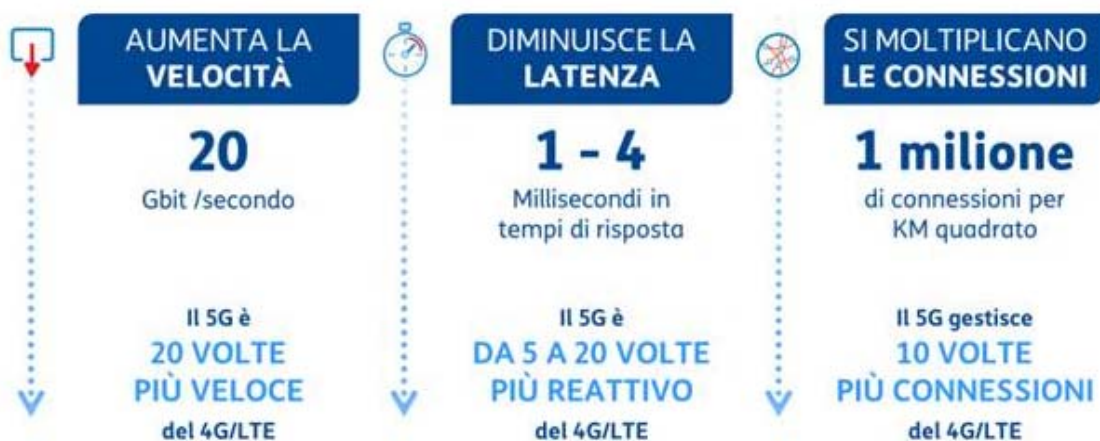 AUMENTA LA
VELOCITÀ
20
Gbit /secondo
Il 5G è
20 VOLTE
PIÙ VELOCE
del 4G/LTE
DIMINUISCE LA
LATENZA
1 - 4
Millisecondi in
tempi di risposta
Il 5G è
DA 5 A 20 VOLTE
PIÙ REATTIVO
del 4G/LTE
SI MOLTIPLICANO
LE CONNESSIONI
1 milione
di connessioni per
KM quadrato
Il 5G gestisce
10 VOLTE
PIÙ CONNESSIONI
del 4G/LTE